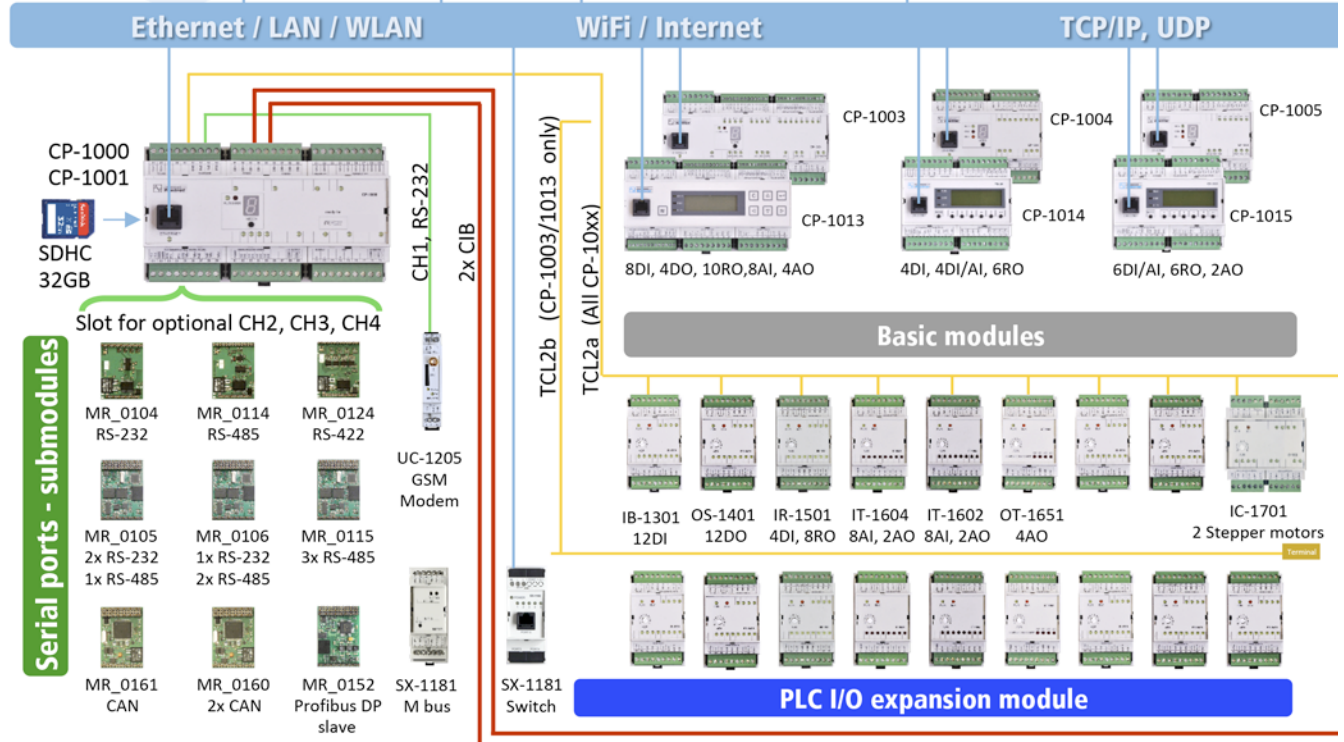 Ethernet / LAN / WLAN
WiFi / Internet
TCP/IP, UDP
CP-1000
CP-1001
SDHC
32GB
CH1, RS-232
2x CIB
TCL2b (CP-1003/1013 only)
TCL2a (All CP-10xx)
CP-1003
CP-1013
8DI, 4DO, 10RO,8AI, 4AO
CP-1004
CP-1014
4DI, 4DI/AI, 6RO
CP-1005
CP-1015
6DI/AI, 6RO, 2AO
Basic modules
Slot for optional CH2, CH3, CH4
Serial ports - submodules
MR_0104
RS-232
MR_0114
RS-485
MR_0124
RS-422
UC-1205
GSM
Modem
MR_0105
2x RS-232
1x RS-485
MR_0106
1x RS-232
2x RS-485
MR_0115
3x RS-485
MR_0161
CAN
MR_0160
2x CAN
MR_0152
Profibus DP
slave
SX-1181
M bus
SX-1181
Switch
IB-1301
12DI
OS-1401
12DO
IR-1501
4DI, 8RO
IT-1604
8AI, 2AO
IT-1602
8AI, 2AO
OT-1651
4AO
IC-1701
2 Stepper motors
Terminal
PLC I/O expansion module